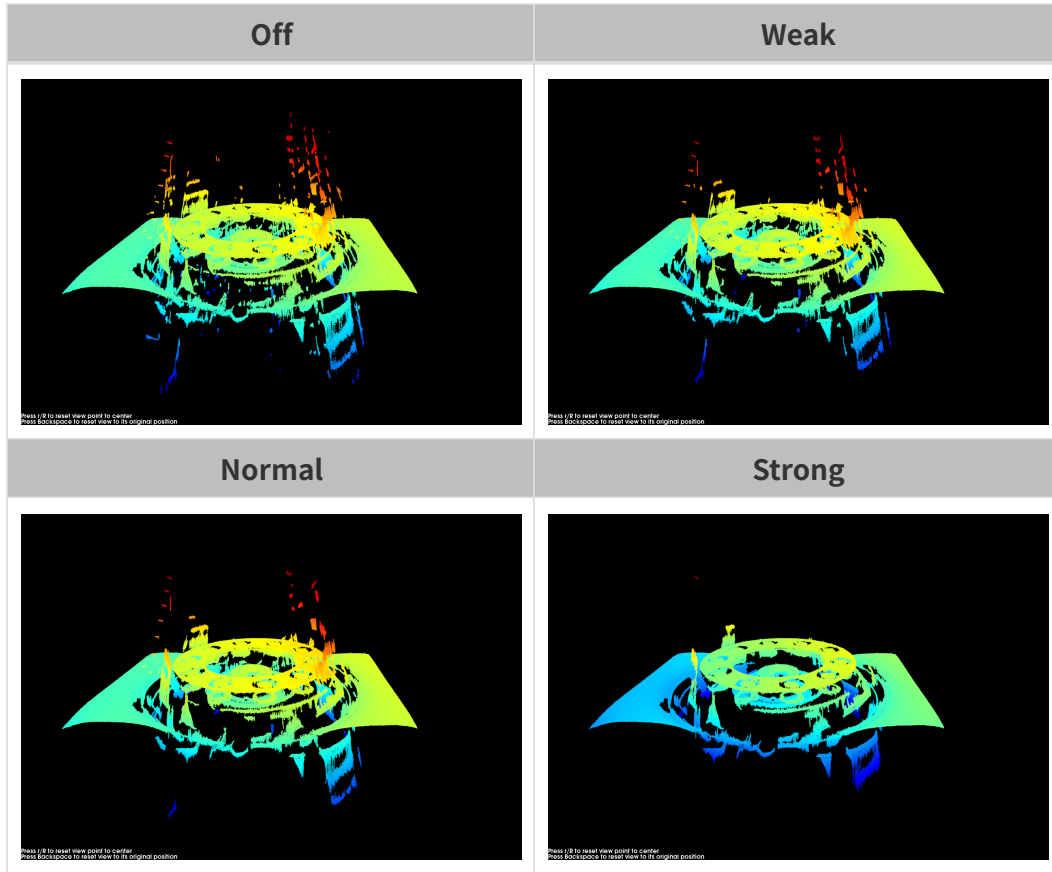 Off
Weak
Press r/R to reset view point to center
Press Backspace to reset view to its original position
Press r/R to reset view point to center
Press Backspace to reset view to its original position
Normal
Strong
Press r/R to reset view point to center
Press Backspace to reset view to its original position
Press r/R to reset view point to center
Press Backspace to reset view to its original position